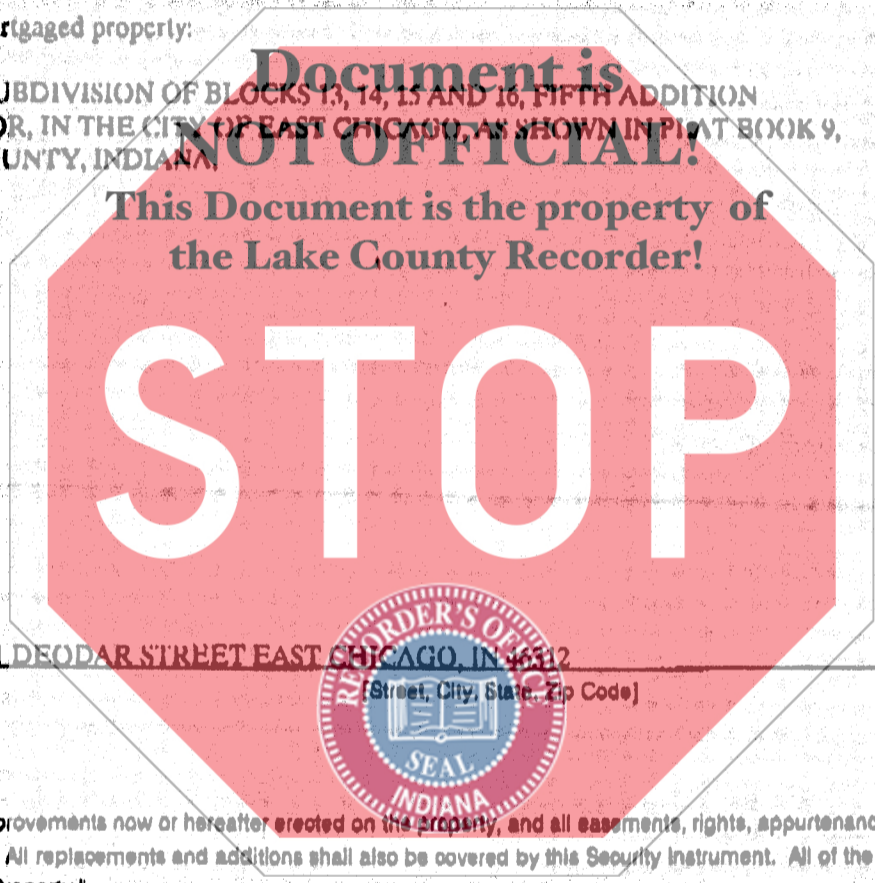 rtgaged property:
Document is
UBDIVISION OF BLOCKS 13, 14, 15 AND 16, FIFTH ADDITION
OR, IN THE CITY OF EAST CHICAGO, AS SHOWN IN PLAT BOOK 9,
NOT OFFICIAL!
UNTY, INDIANA,
This Document is the property of
the Lake County Recorder!
STOP
DEODAR STREET EAST CHICAGO, IN 46312
[Street, City, State, Zip Code]
RECORDER'S OFFICE
SEAL
INDIANA
provements now or hereafter erected on the property, and all easements, rights, appurtenanc
All replacements and additions shall also be covered by this Security Instrument. All of the